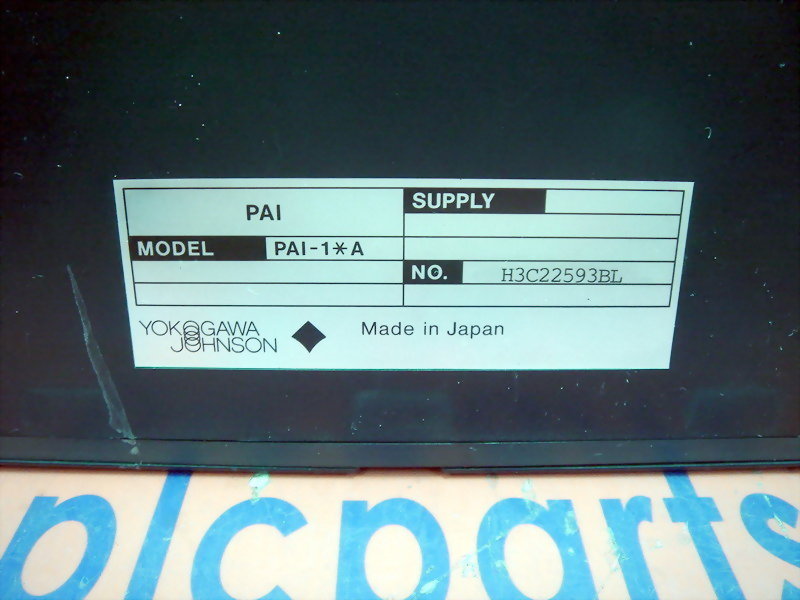 PAI
SUPPLY
MODEL PAI-1*A
NO. H3C22593BL
YOKOGAWA
JOHNSON
Made in Japan
plcparts